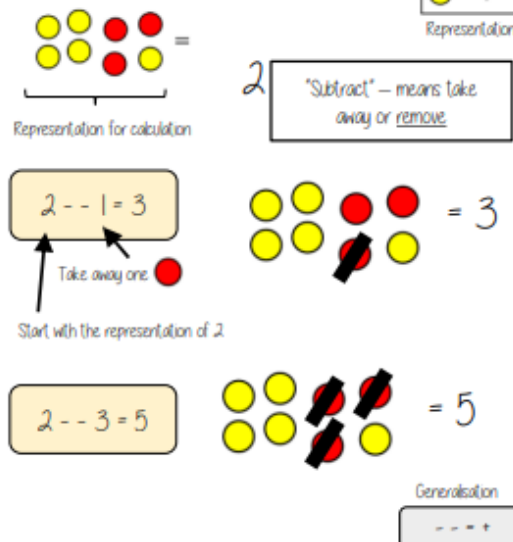 Representation
=
2
"Subtract" – means take
away or remove
Representation for calculation
2 - - 1 = 3
= 3
Take away one
Start with the representation of 2
2 - - 3 = 5
= 5
Generalisation
- - = +